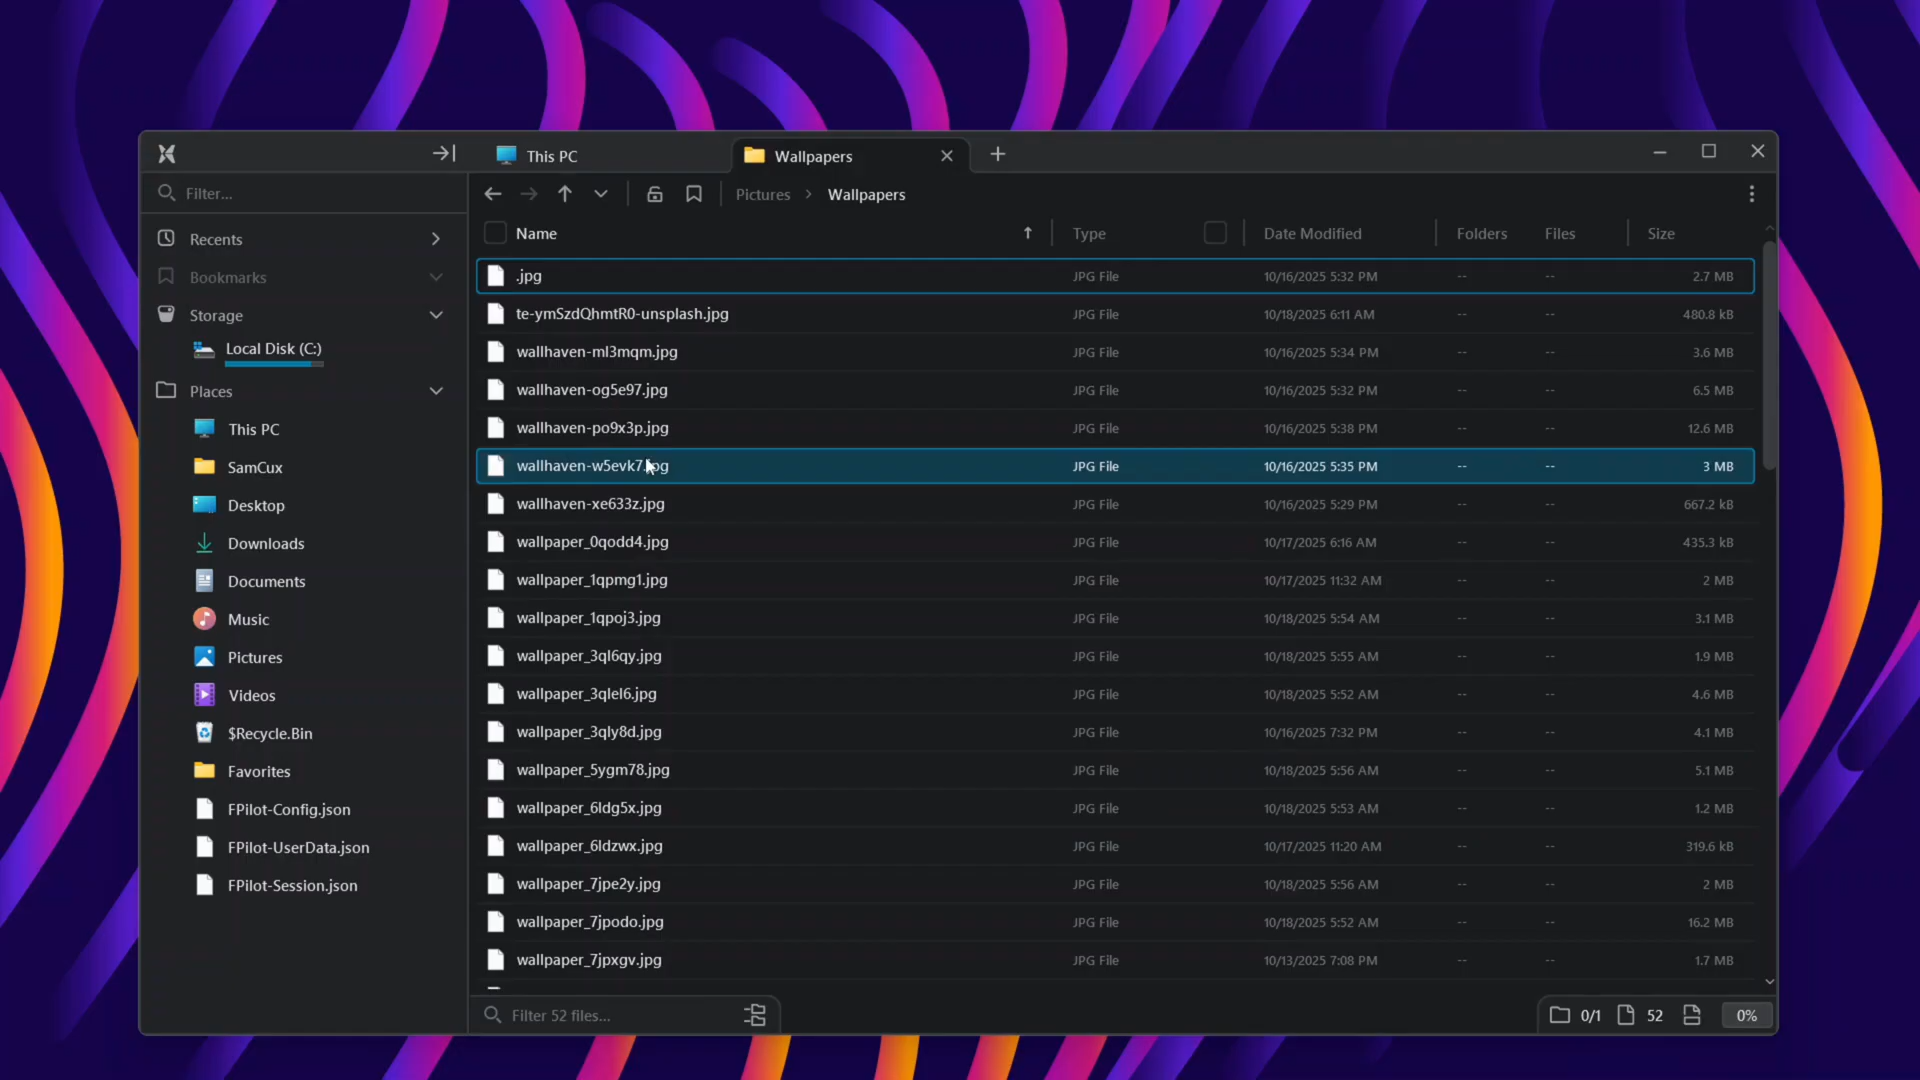 This PC
Wallpapers
Filter...
Pictures > Wallpapers
Name Type Date Modified Folders Files Size
Recents
Bookmarks
Storage
Local Disk (C:)
Places
This PC
SamCux
Desktop
Downloads
Documents
Music
Pictures
Videos
$Recycle.Bin
Favorites
FPilot-Config.json
FPilot-UserData.json
FPilot-Session.json
.jpg JPG File 10/16/2025 5:32 PM -- -- 2.7 MB
te-ymSzdQhmtR0-unsplash.jpg JPG File 10/18/2025 6:11 AM -- -- 480.8 kB
wallhaven-ml3mqm.jpg JPG File 10/16/2025 5:34 PM -- -- 3.6 MB
wallhaven-og5e97.jpg JPG File 10/16/2025 5:32 PM -- -- 6.5 MB
wallhaven-po9x3p.jpg JPG File 10/16/2025 5:38 PM -- -- 12.6 MB
wallhaven-w5evk7.jpg JPG File 10/16/2025 5:35 PM -- -- 3 MB
wallhaven-xe633z.jpg JPG File 10/16/2025 5:29 PM -- -- 667.2 kB
wallpaper_0qodd4.jpg JPG File 10/17/2025 6:16 AM -- -- 435.3 kB
wallpaper_1qpmg1.jpg JPG File 10/17/2025 11:32 AM -- -- 2 MB
wallpaper_1qpoj3.jpg JPG File 10/18/2025 5:54 AM -- -- 3.1 MB
wallpaper_3ql6qy.jpg JPG File 10/18/2025 5:55 AM -- -- 1.9 MB
wallpaper_3qlel6.jpg JPG File 10/18/2025 5:52 AM -- -- 4.6 MB
wallpaper_3qly8d.jpg JPG File 10/16/2025 7:32 PM -- -- 4.1 MB
wallpaper_5ygm78.jpg JPG File 10/18/2025 5:56 AM -- -- 5.1 MB
wallpaper_6ldg5x.jpg JPG File 10/18/2025 5:53 AM -- -- 1.2 MB
wallpaper_6ldzwx.jpg JPG File 10/17/2025 11:20 AM -- -- 319.6 kB
wallpaper_7jpe2y.jpg JPG File 10/18/2025 5:56 AM -- -- 2 MB
wallpaper_7jpodo.jpg JPG File 10/18/2025 5:52 AM -- -- 16.2 MB
wallpaper_7jpxgv.jpg JPG File 10/13/2025 7:08 PM -- -- 1.7 MB
Filter 52 files...
0/1 52 0%